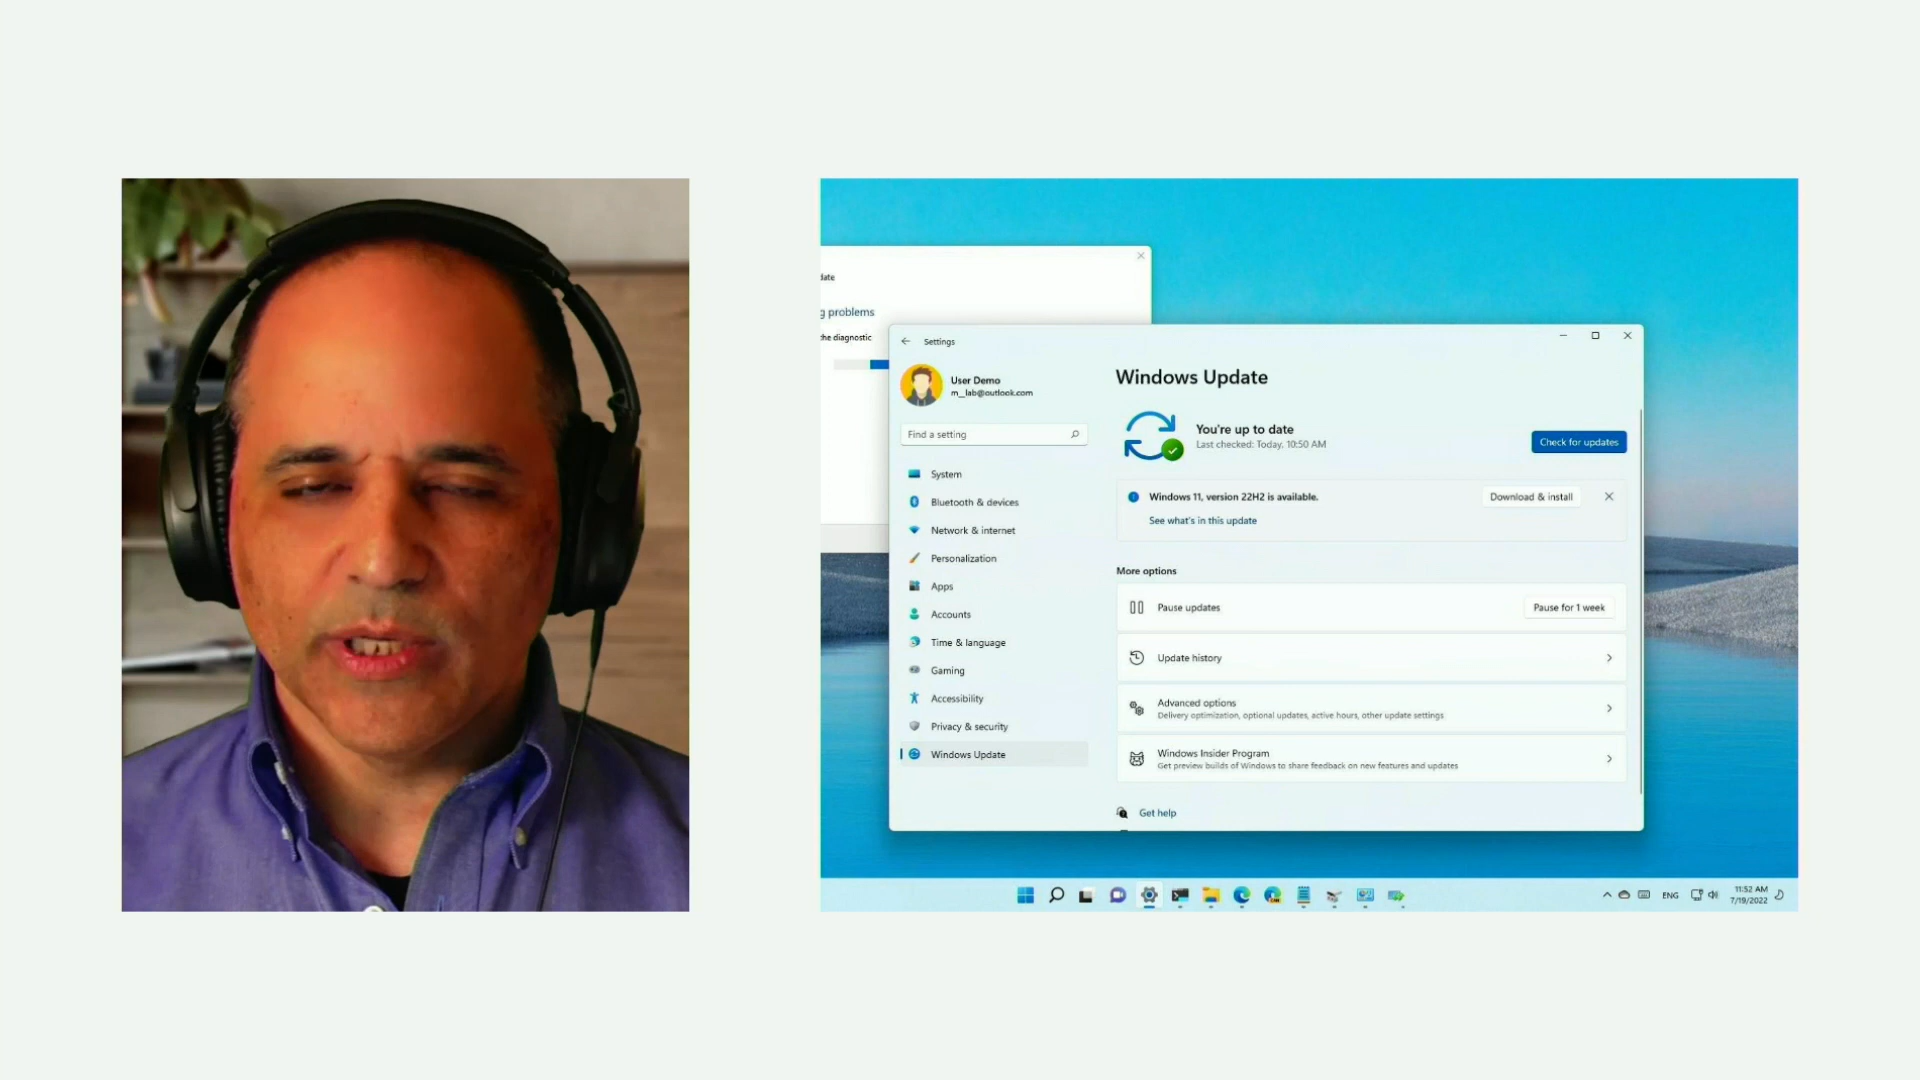 date
g problems
the diagnostic
Settings
User Demo
m_lab@outlook.com
Find a setting
System
Bluetooth & devices
Network & internet
Personalization
Apps
Accounts
Time & language
Gaming
Accessibility
Privacy & security
Windows Update
Windows Update
You're up to date
Last checked: Today, 10:50 AM
Check for updates
Windows 11, version 22H2 is available.
Download & install
See what's in this update
More options
Pause updates
Pause for 1 week
Update history
Advanced options
Delivery optimization, optional updates, active hours, other update settings
Windows Insider Program
Get preview builds of Windows to share feedback on new features and updates
Get help
ENG
11:52 AM
7/19/2022